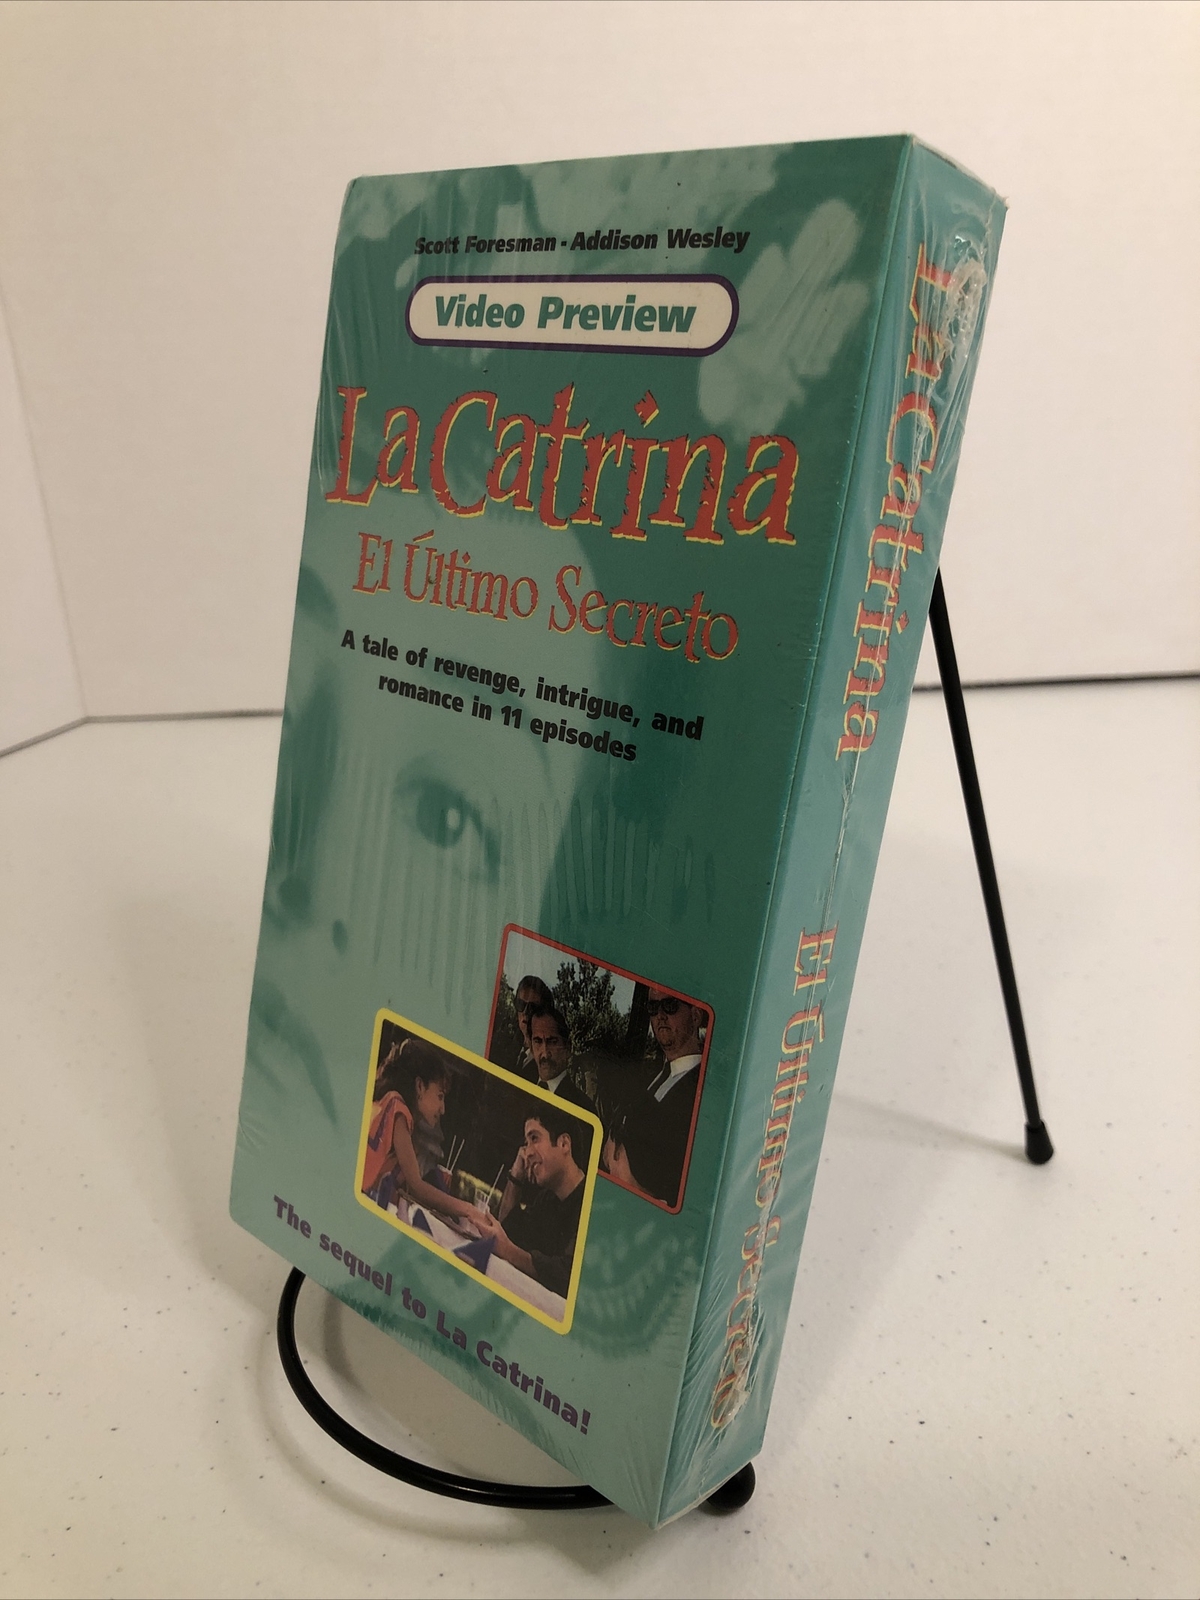 Scott Foresman · Addison Wesley
Video Preview
La Catrina
El Último Secreto
A tale of revenge, intrigue, and
romance in 11 episodes
The sequel to La Catrina!
La Catrina El Último Secreto